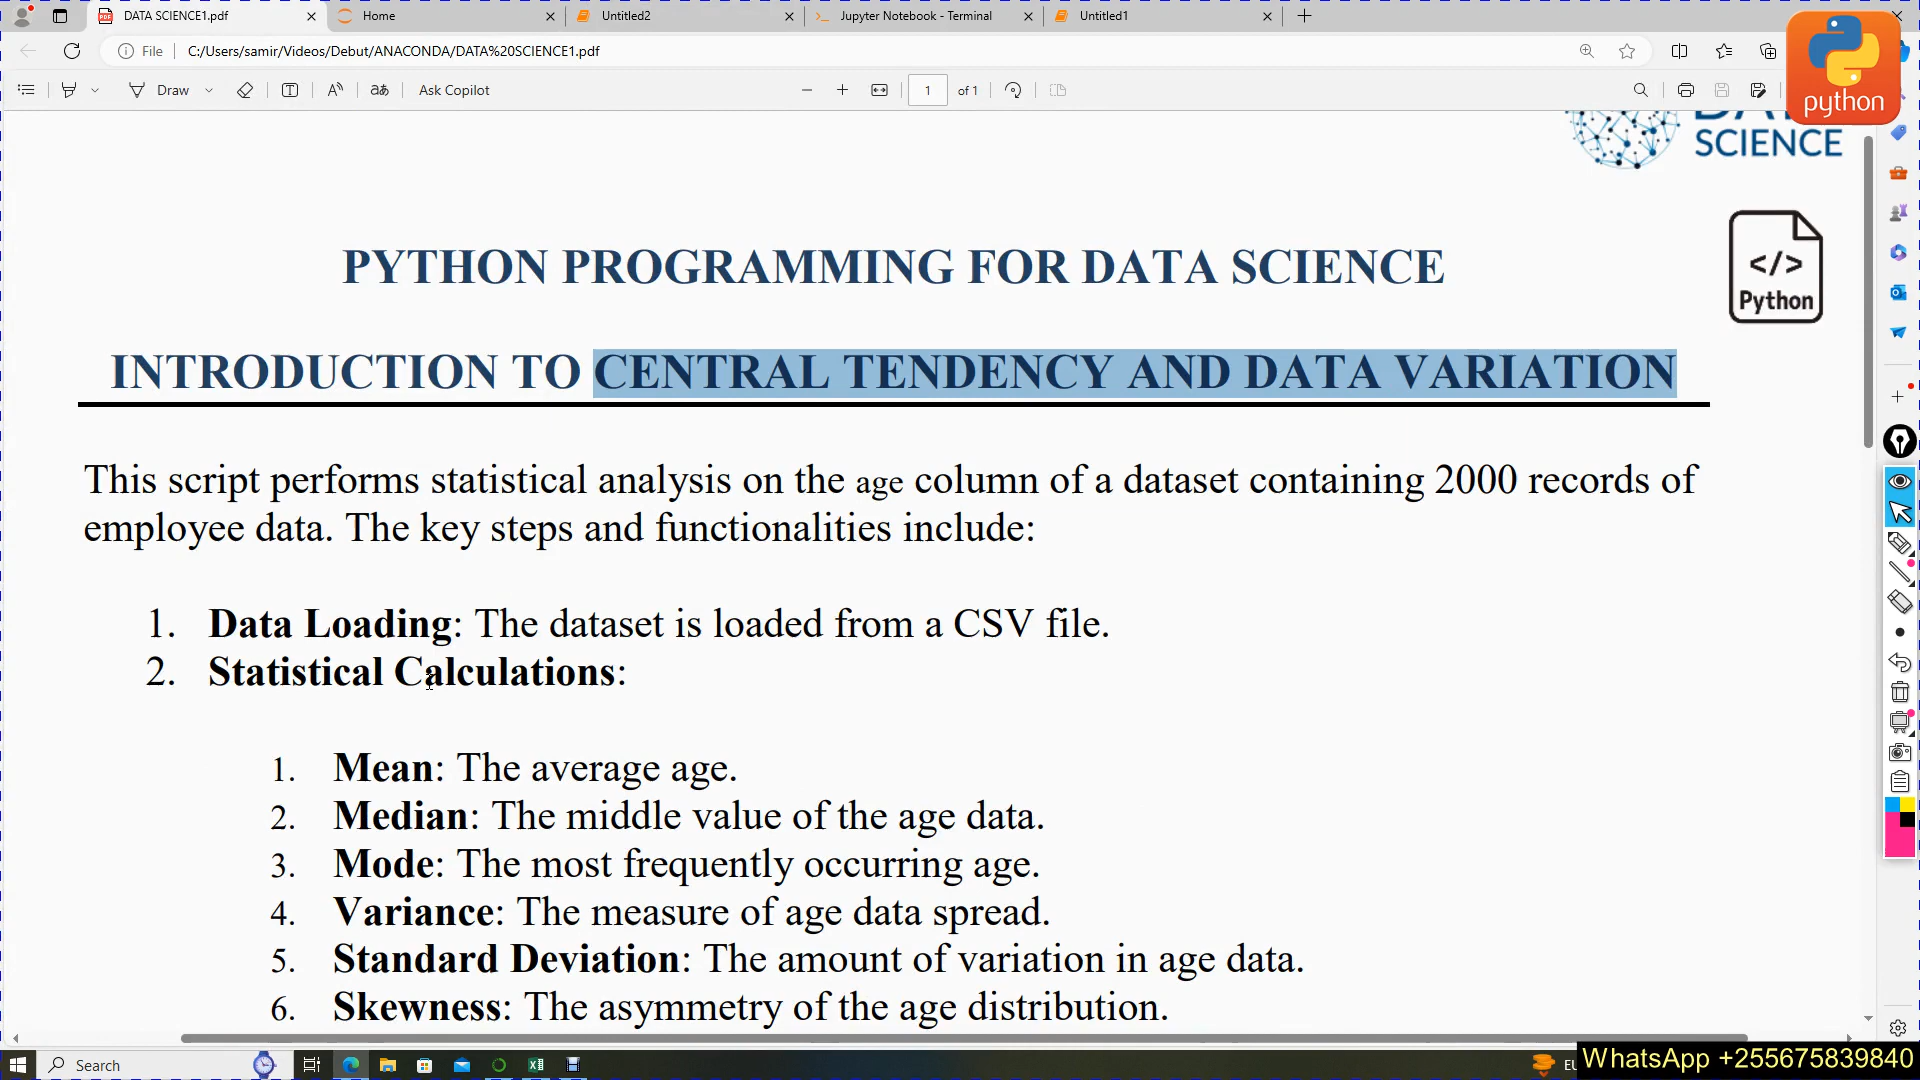 DATA SCIENCE1.pdf
Home
Untitled2
Jupyter Notebook - Terminal
Untitled1
File
C:/Users/samir/Videos/Debut/ANACONDA/DATA%20SCIENCE1.pdf
Draw
Ask Copilot
1
of 1
python
SCIENCE
PYTHON PROGRAMMING FOR DATA SCIENCE
</>
Python
INTRODUCTION TO CENTRAL TENDENCY AND DATA VARIATION
This script performs statistical analysis on the age column of a dataset containing 2000 records of
employee data. The key steps and functionalities include:
1. Data Loading: The dataset is loaded from a CSV file.
2. Statistical Calculations:
1. Mean: The average age.
2. Median: The middle value of the age data.
3. Mode: The most frequently occurring age.
4. Variance: The measure of age data spread.
5. Standard Deviation: The amount of variation in age data.
6. Skewness: The asymmetry of the age distribution.
Search
WhatsApp +255675839840